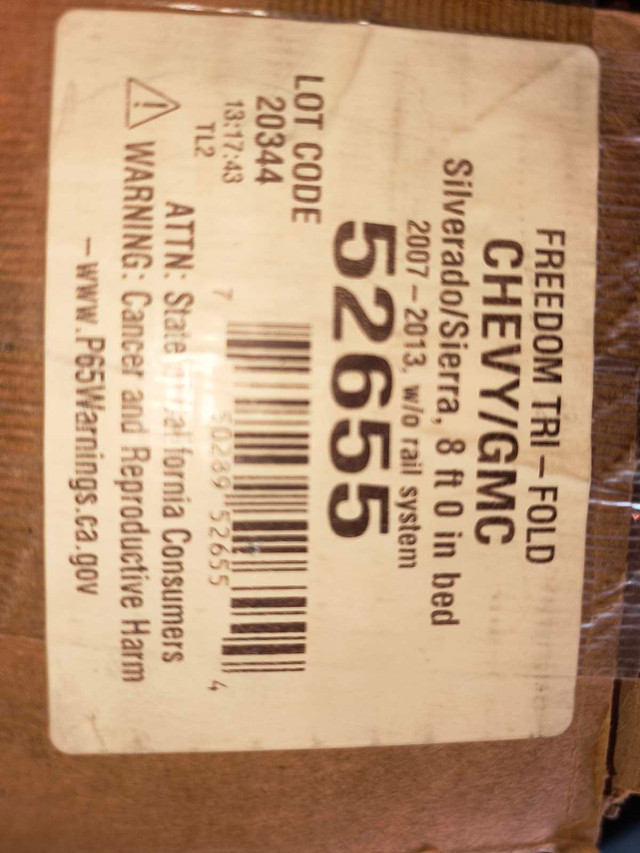 FREEDOM TRI-FOLD
CHEVY/GMC
Silverado/Sierra, 8 ft 0 in bed
2007-2013, w/o rail system
52655
LOT CODE
20344
13:17:43
TL2
7 50289 52655 4
ATTN: State fornia Consumers
⚠ WARNING: Cancer and Reproductive Harm
- www.P65Warnings.ca.gov